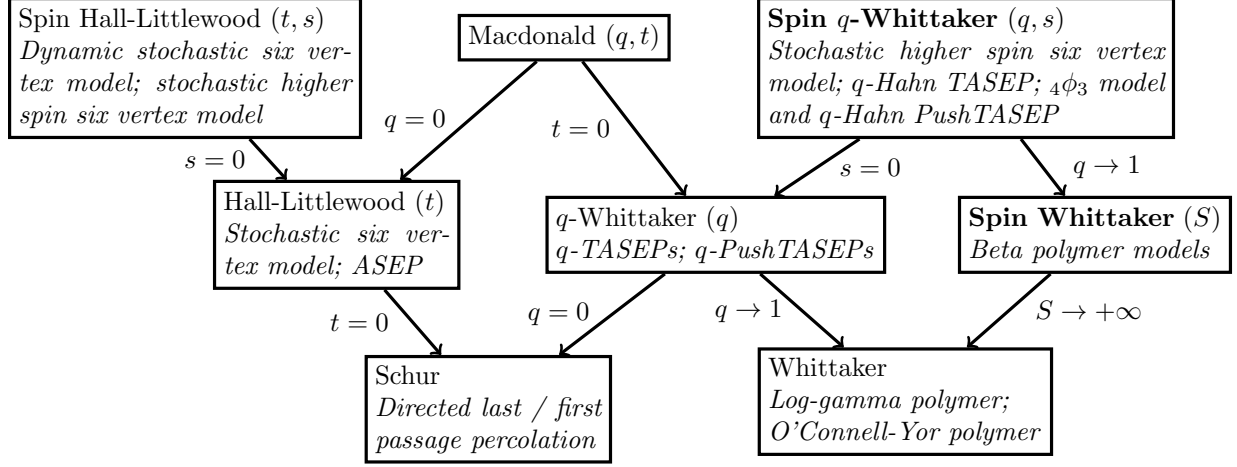 Spin Hall-Littlewood (t, s)
Dynamic stochastic six ver-
tex model; stochastic higher
spin six vertex model
Macdonald (q, t)
Spin q-Whittaker (q, s)
Stochastic higher spin six vertex
model; q-Hahn TASEP; ₄ϕ₃ model
and q-Hahn PushTASEP
s = 0
q = 0
t = 0
s = 0
q → 1
Hall-Littlewood (t)
Stochastic six ver-
tex model; ASEP
q-Whittaker (q)
q-TASEPs; q-PushTASEPs
Spin Whittaker (S)
Beta polymer models
t = 0
q = 0
q → 1
S → +∞
Schur
Directed last / first
passage percolation
Whittaker
Log-gamma polymer;
O'Connell-Yor polymer